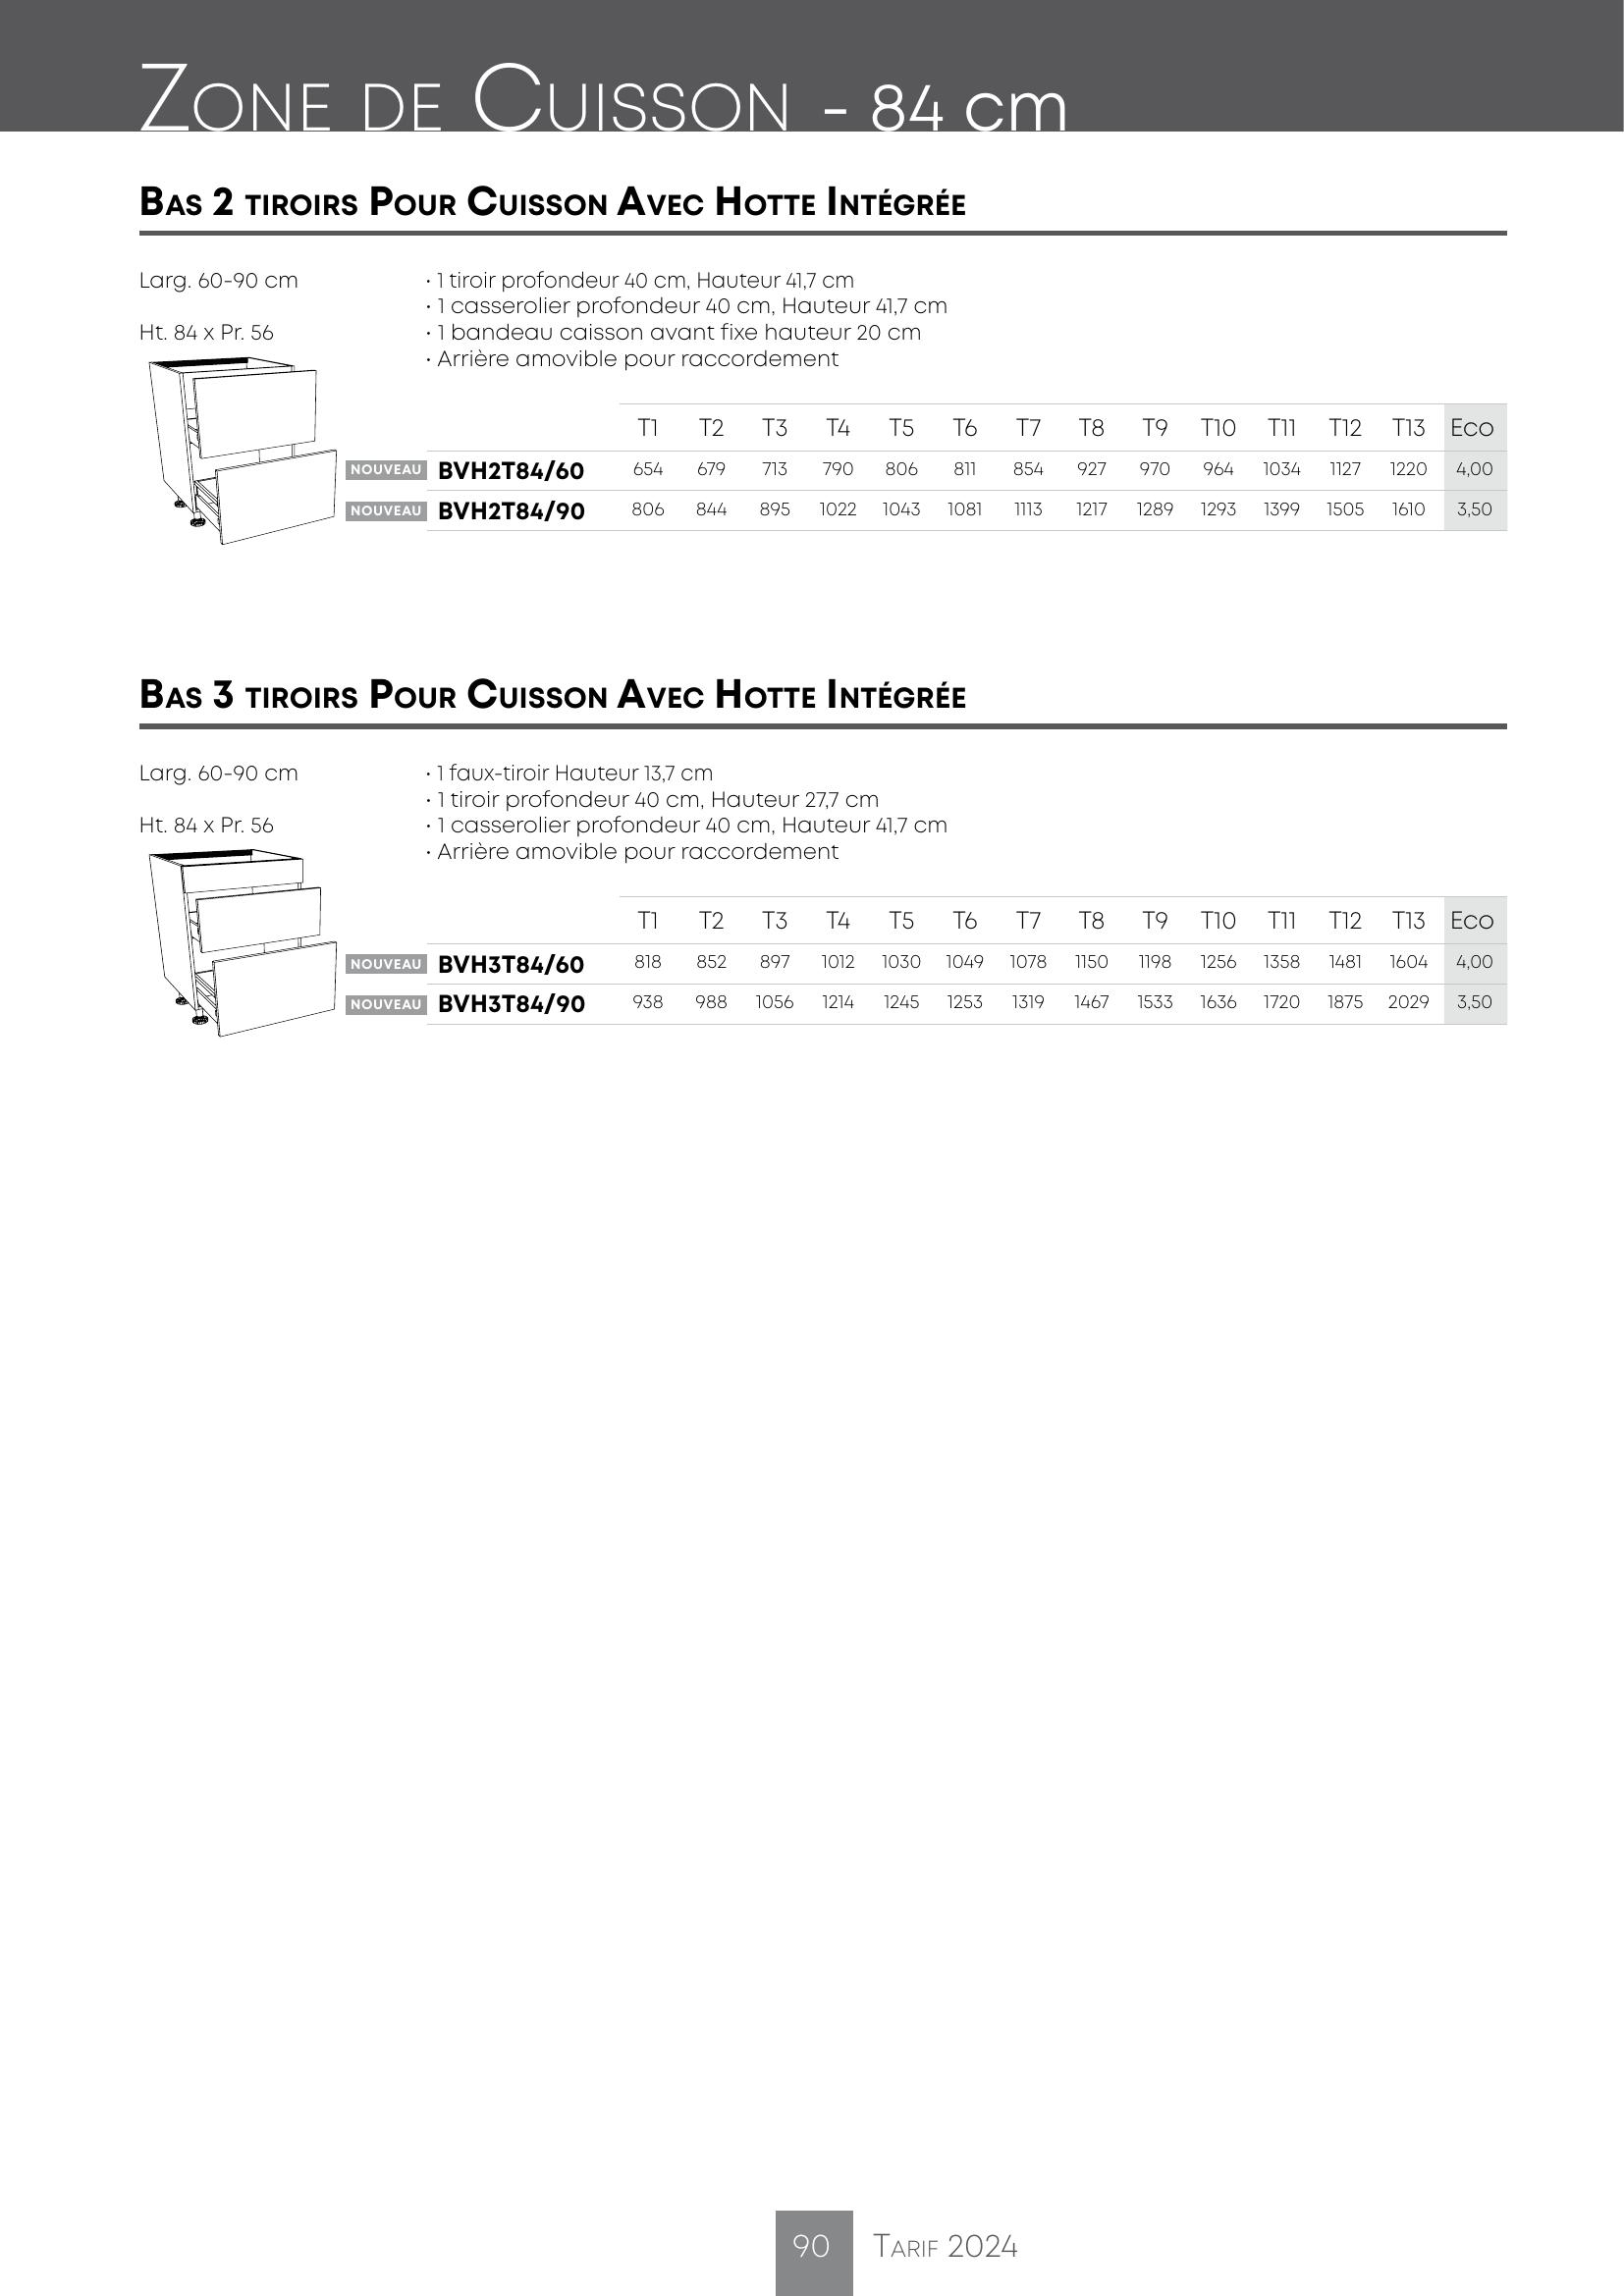 Zone de Cuisson - 84 cm
Bas 2 tiroirs Pour Cuisson Avec Hotte Intégrée
Larg. 60-90 cm
Ht. 84 x Pr. 56
· 1 tiroir profondeur 40 cm, Hauteur 41,7 cm
· 1 casserolier profondeur 40 cm, Hauteur 41,7 cm
· 1 bandeau caisson avant fixe hauteur 20 cm
· Arrière amovible pour raccordement
T1 T2 T3 T4 T5 T6 T7 T8 T9 T10 T11 T12 T13 Eco
NOUVEAU BVH2T84/60 654 679 713 790 806 811 854 927 970 964 1034 1127 1220 4,00
NOUVEAU BVH2T84/90 806 844 895 1022 1043 1081 1113 1217 1289 1293 1399 1505 1610 3,50
Bas 3 tiroirs Pour Cuisson Avec Hotte Intégrée
Larg. 60-90 cm
Ht. 84 x Pr. 56
· 1 faux-tiroir Hauteur 13,7 cm
· 1 tiroir profondeur 40 cm, Hauteur 27,7 cm
· 1 casserolier profondeur 40 cm, Hauteur 41,7 cm
· Arrière amovible pour raccordement
T1 T2 T3 T4 T5 T6 T7 T8 T9 T10 T11 T12 T13 Eco
NOUVEAU BVH3T84/60 818 852 897 1012 1030 1049 1078 1150 1198 1256 1358 1481 1604 4,00
NOUVEAU BVH3T84/90 938 988 1056 1214 1245 1253 1319 1467 1533 1636 1720 1875 2029 3,50
90 Tarif 2024